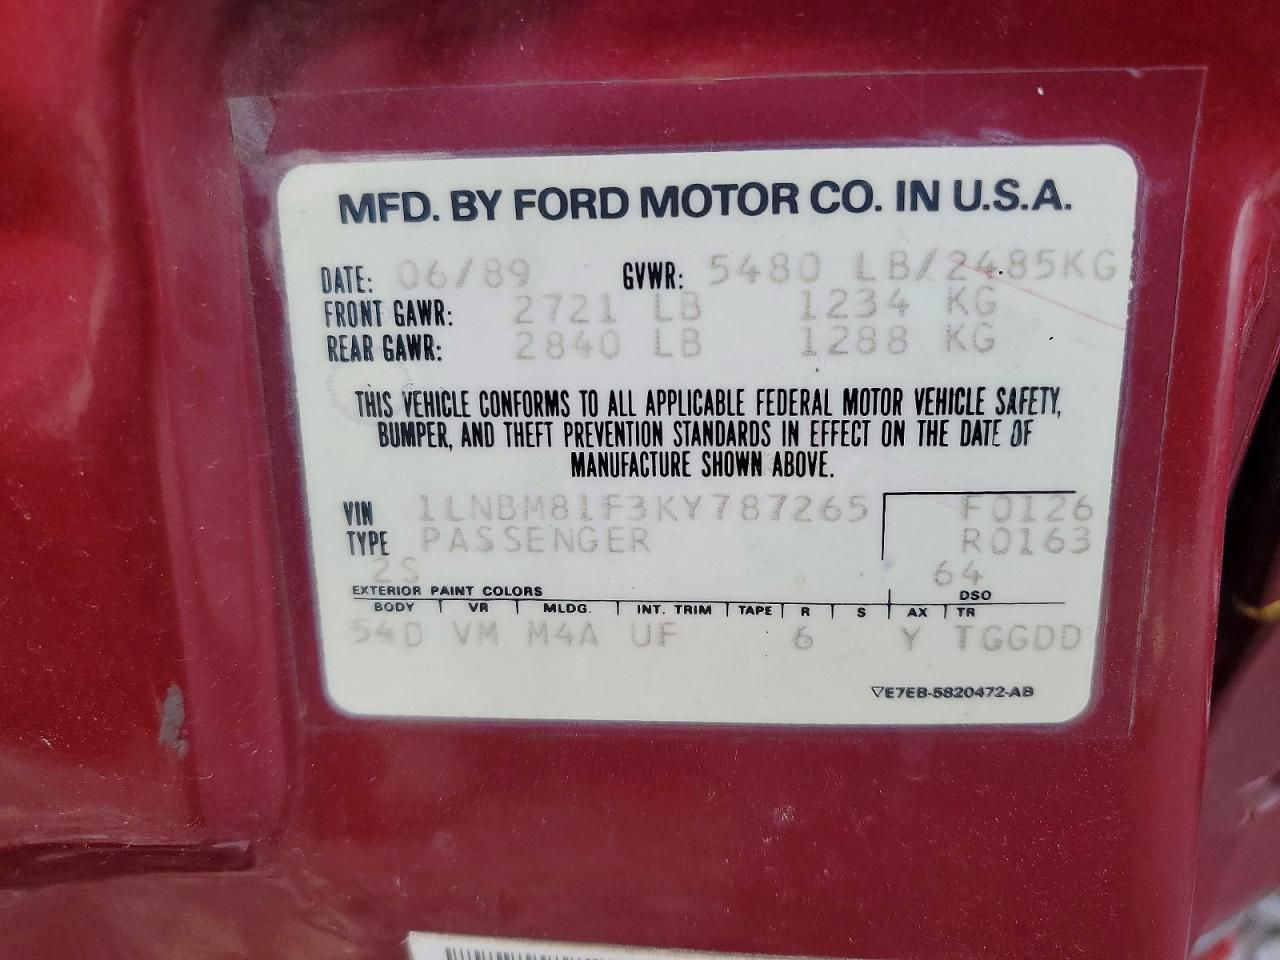 MFD. BY FORD MOTOR CO. IN U.S.A.
DATE: 06/89 GVWR: 5480 LB/2485KG
FRONT GAWR: 2721 LB 1234 KG
REAR GAWR: 2840 LB 1288 KG
THIS VEHICLE CONFORMS TO ALL APPLICABLE FEDERAL MOTOR VEHICLE SAFETY,
BUMPER, AND THEFT PREVENTION STANDARDS IN EFFECT ON THE DATE OF
MANUFACTURE SHOWN ABOVE.
VIN 1LNBM81F3KY787265 F0126
TYPE PASSENGER R0163
2S 64
EXTERIOR PAINT COLORS DSO
BODY VR MLDG. INT. TRIM TAPE R S AX TR
54D VM M4A UF 6 Y TGGDD
▽E7EB-5820472-AB